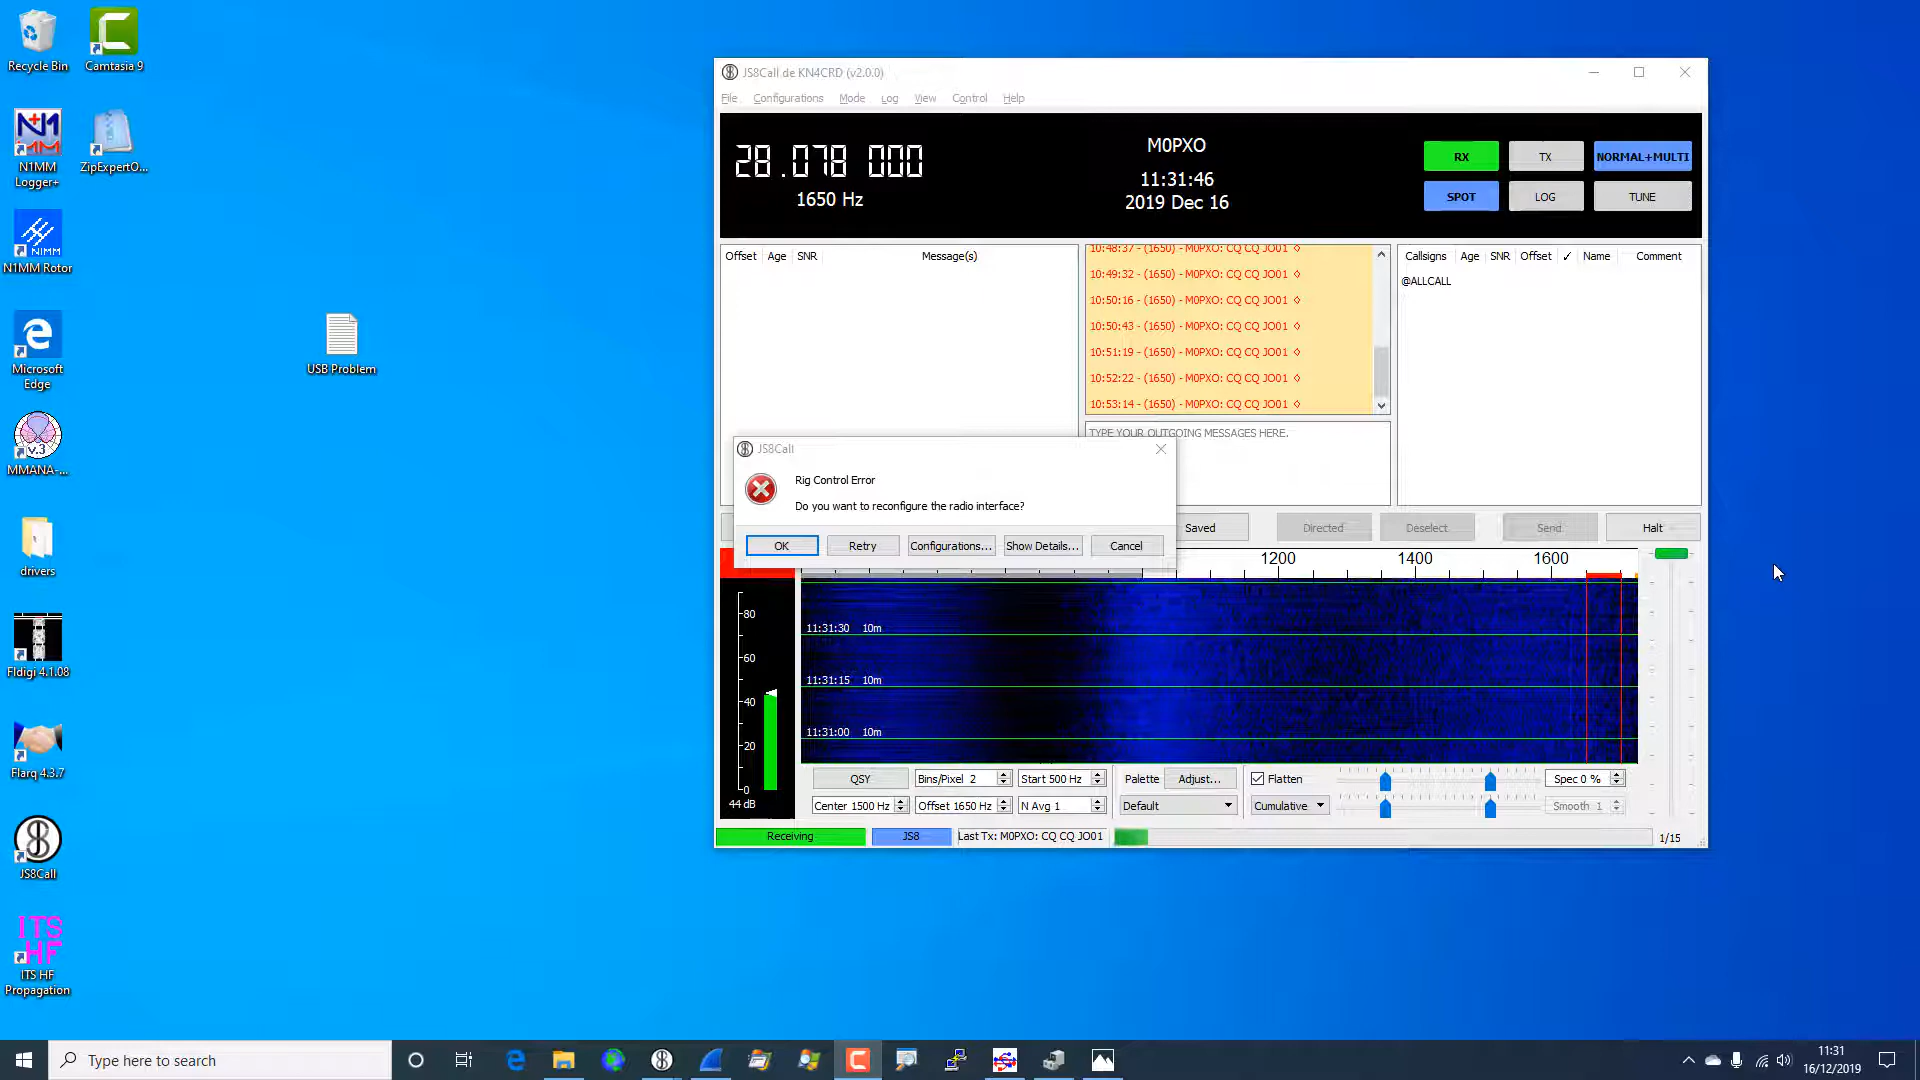 Recycle Bin
Camtasia 9
N1MM
Logger+
ZipExpertO...
N1MM Rotor
Microsoft
Edge
USB Problem
MMANA-...
drivers
Fldigi 4.1.08
Flarq 4.3.7
JS8Call
ITS HF
ITS HF
Propagation
JS8Call de KN4CRD (v2.0.0)
File Configurations Mode Log View Control Help
28.078 000
1650 Hz
M0PXO
11:31:46
2019 Dec 16
RX TX NORMAL+MULTI
SPOT LOG TUNE
Offset Age SNR Message(s)
10:48:37 - (1650) - M0PXO: CQ CQ JO01 ◊
10:49:32 - (1650) - M0PXO: CQ CQ JO01 ◊
10:50:16 - (1650) - M0PXO: CQ CQ JO01 ◊
10:50:43 - (1650) - M0PXO: CQ CQ JO01 ◊
10:51:19 - (1650) - M0PXO: CQ CQ JO01 ◊
10:52:22 - (1650) - M0PXO: CQ CQ JO01 ◊
10:53:14 - (1650) - M0PXO: CQ CQ JO01 ◊
Callsigns Age SNR Offset ✓ Name Comment
@ALLCALL
TYPE YOUR OUTGOING MESSAGES HERE.
JS8Call
Rig Control Error
Do you want to reconfigure the radio interface?
OK Retry Configurations... Show Details... Cancel
Saved Directed Deselect Send Halt
1200 1400 1600
80
60
40
20
0
44 dB
11:31:30 10m
11:31:15 10m
11:31:00 10m
QSY Bins/Pixel 2 Start 500 Hz Palette Adjust... Flatten Spec 0 %
Center 1500 Hz Offset 1650 Hz N Avg 1 Default Cumulative Smooth 1
Receiving JS8 Last Tx: M0PXO: CQ CQ JO01 1/15
Type here to search
11:31
16/12/2019